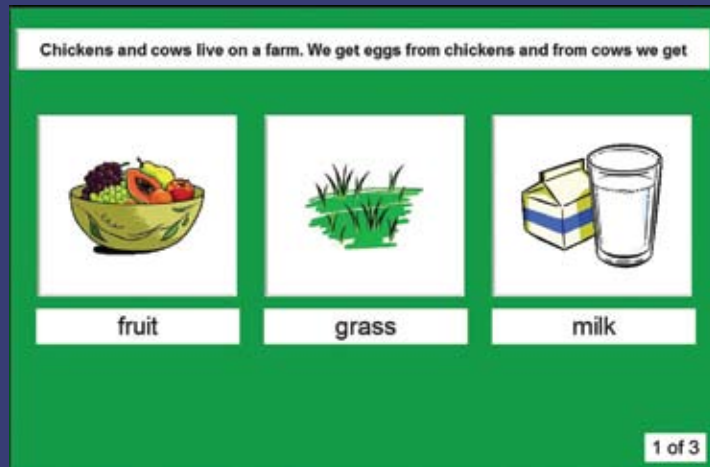 Chickens and cows live on a farm. We get eggs from chickens and from cows we get
fruit
grass
milk
1 of 3